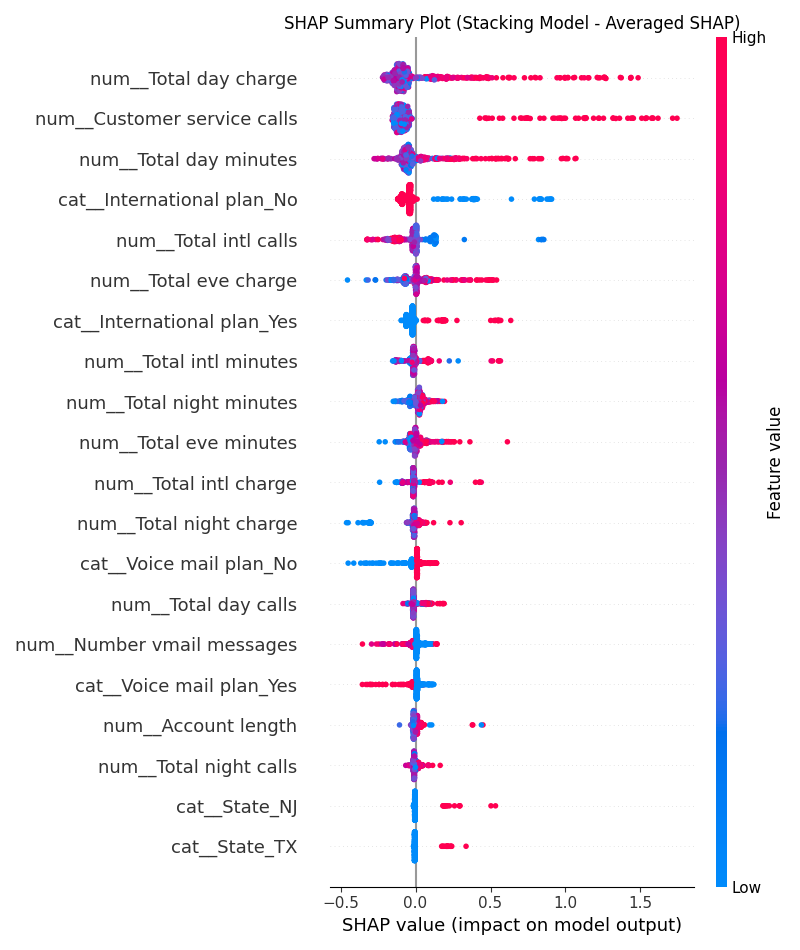 SHAP Summary Plot (Stacking Model - Averaged SHAP)
High
num__Total day charge
num__Customer service calls
num__Total day minutes
cat__International plan_No
num__Total intl calls
num__Total eve charge
cat__International plan_Yes
num__Total intl minutes
num__Total night minutes
num__Total eve minutes
num__Total intl charge
num__Total night charge
cat__Voice mail plan_No
num__Total day calls
num__Number vmail messages
cat__Voice mail plan_Yes
num__Account length
num__Total night calls
cat__State_NJ
cat__State_TX
Feature value
Low
−0.5 0.0 0.5 1.0 1.5
SHAP value (impact on model output)